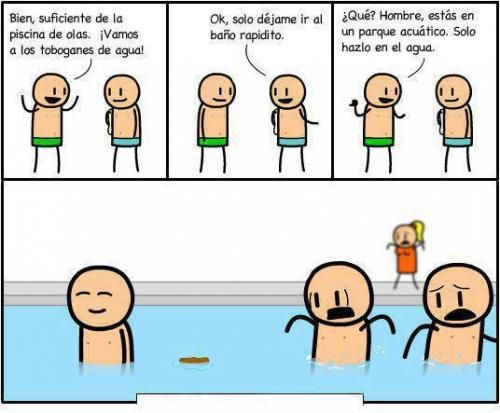 Bien, suficiente de la
piscina de olas.  ¡Vamos
a los toboganes de agua!
Ok, solo déjame ir al
baño rapidito.
¿Qué? Hombre, estás en
un parque acuático. Solo
hazlo en el agua.